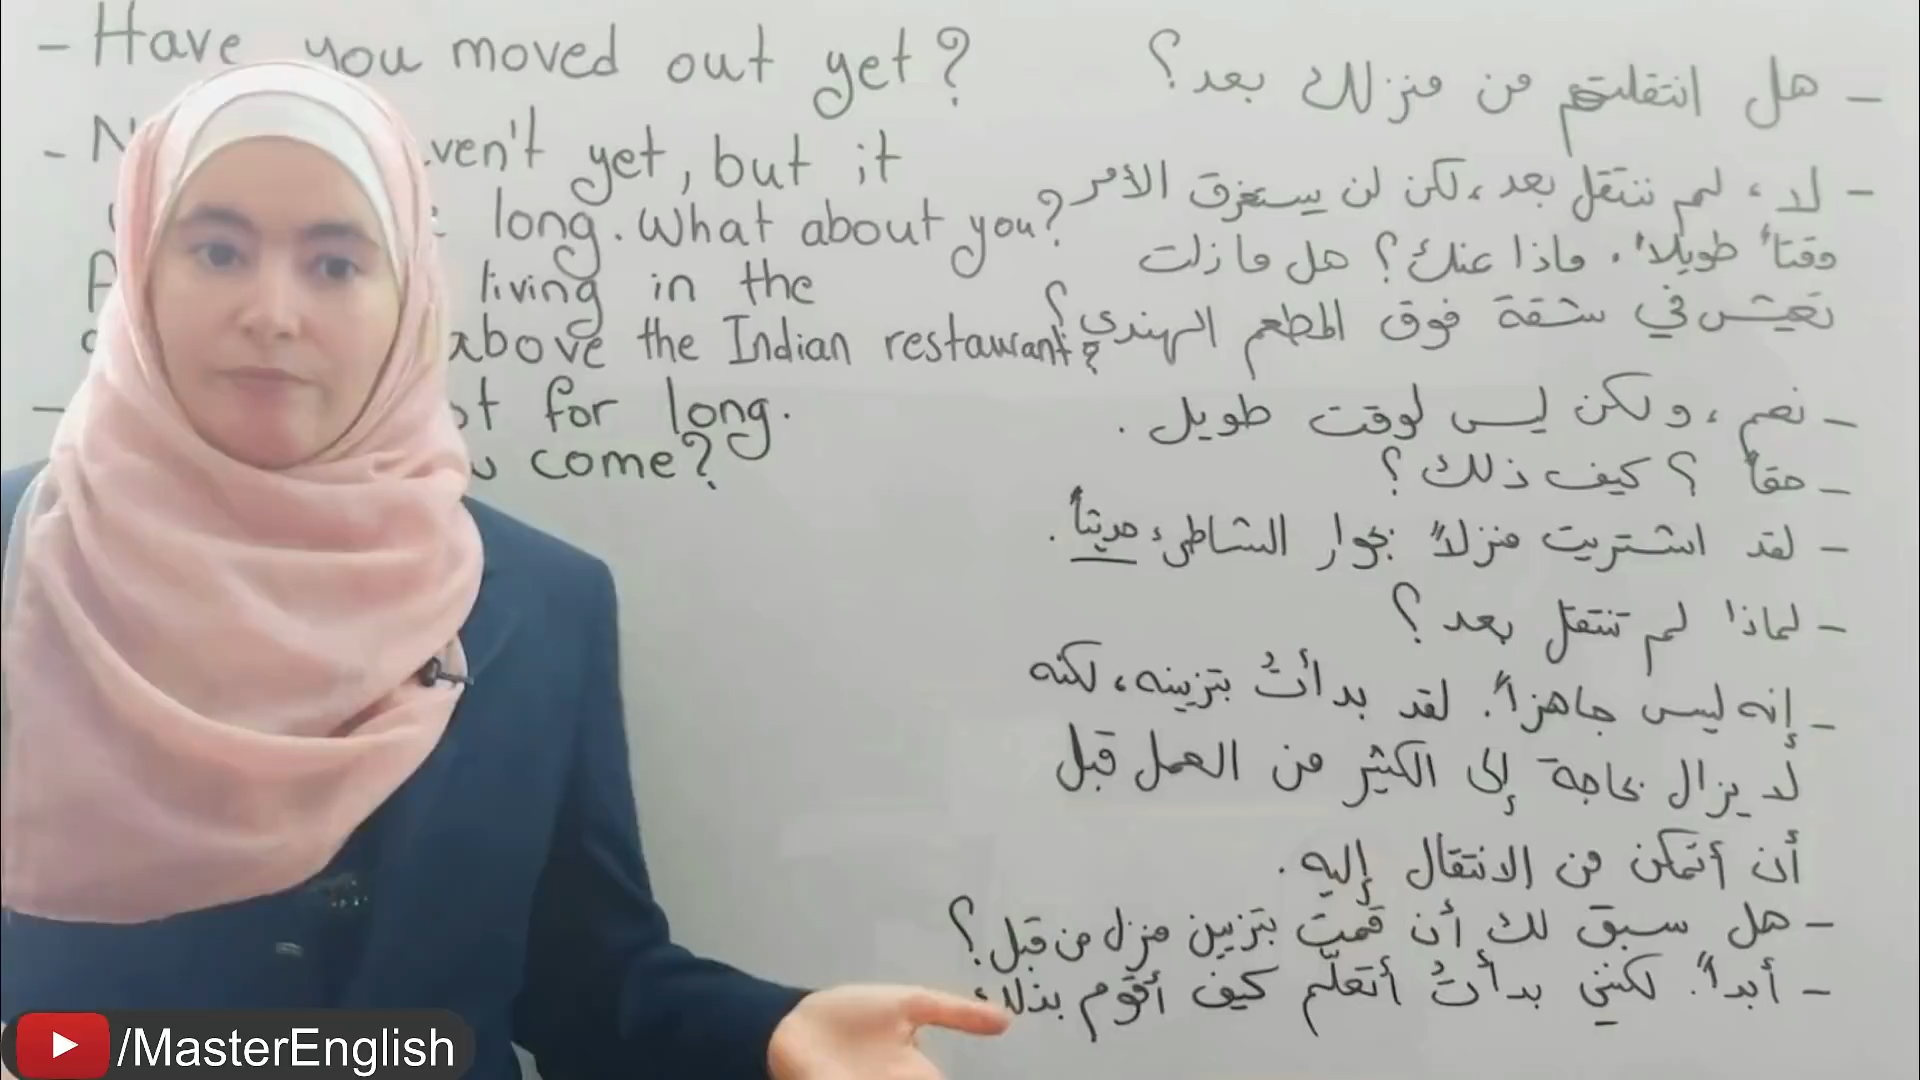 - Have you moved out yet?
- N ven't yet, but it
long. What about you?
living in the
above the Indian restaurant?
- ot for long.
come?
- هل انتقلتم من منزلك بعد؟
- لا، لم ننتقل بعد، لكن لن يستغرق الأمر
وقتاً طويلاً. ماذا عنك؟ هل ما زلت
تعيش في شقة فوق المطعم الهندي؟
- نعم، ولكن ليس لوقت طويل.
- حقاً؟ كيف ذلك؟
- لقد اشتريت منزلاً بجوار الشاطئ حديثاً.
- لماذا لم تنتقل بعد؟
- إنه ليس جاهزاً. لقد بدأتُ بتزيينه، لكنه
لا يزال بحاجة إلى الكثير من العمل قبل
أن أتمكن من الانتقال إليه.
- هل سبق لك أن قمت بتزيين منزل من قبل؟
- أبداً. لكنني بدأتُ أتعلّم كيف أقوم بذلك
/MasterEnglish